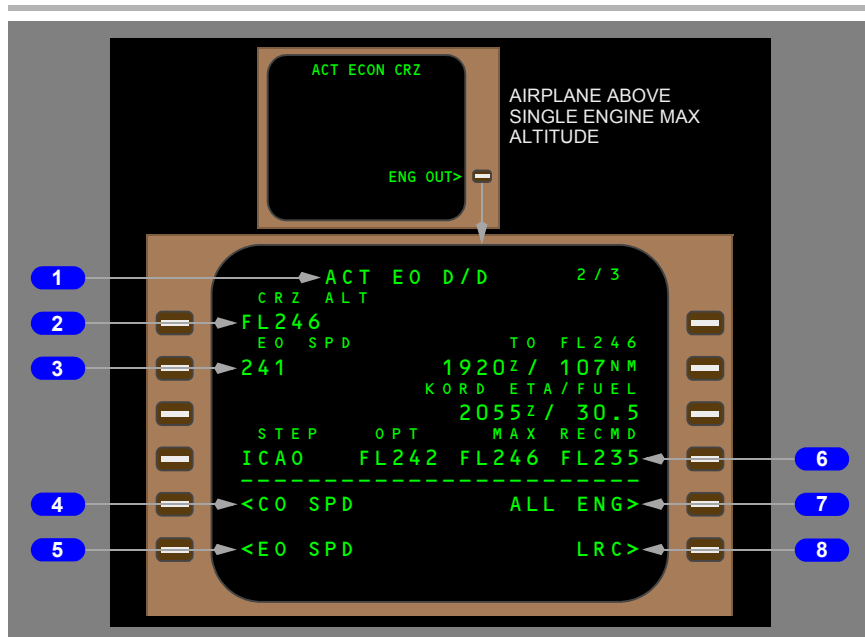 ACT ECON CRZ
AIRPLANE ABOVE
SINGLE ENGINE MAX
ALTITUDE
ENG OUT>
1 ACT EO D/D 2/3
CRZ ALT
2 FL246
EO SPD TO FL246
3 241 1920Z/ 107NM
KORD ETA/FUEL
2055Z/ 30.5
STEP OPT MAX RECMD
ICAO FL242 FL246 FL235 6
--------------------------
4 <CO SPD ALL ENG> 7
5 <EO SPD LRC> 8